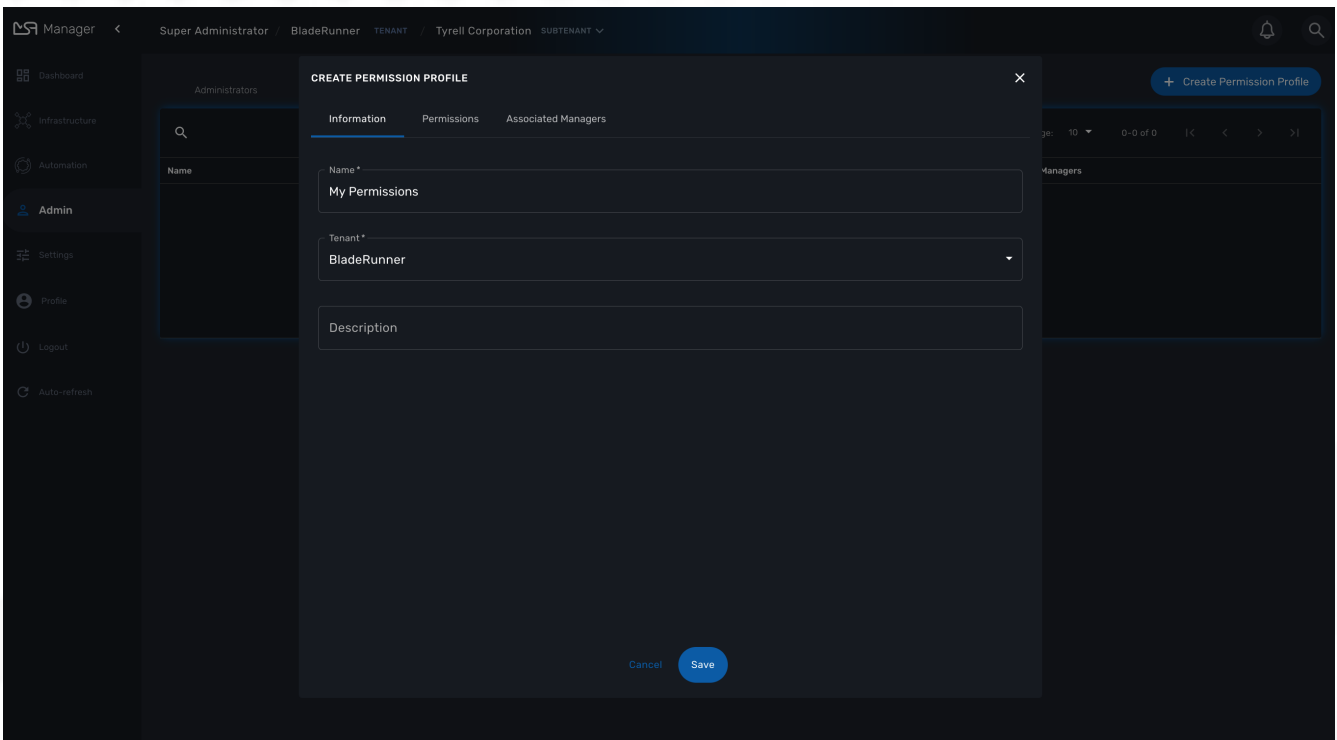 MSA Manager
Super Administrator / BladeRunner TENANT / Tyrell Corporation SUBTENANT
Dashboard
Infrastructure
Automation
Admin
Settings
Profile
Logout
Auto-refresh
Administrators
+ Create Permission Profile
10
0-0 of 0
Name
Managers
CREATE PERMISSION PROFILE
Information
Permissions
Associated Managers
Name *
My Permissions
Tenant *
BladeRunner
Description
Cancel
Save